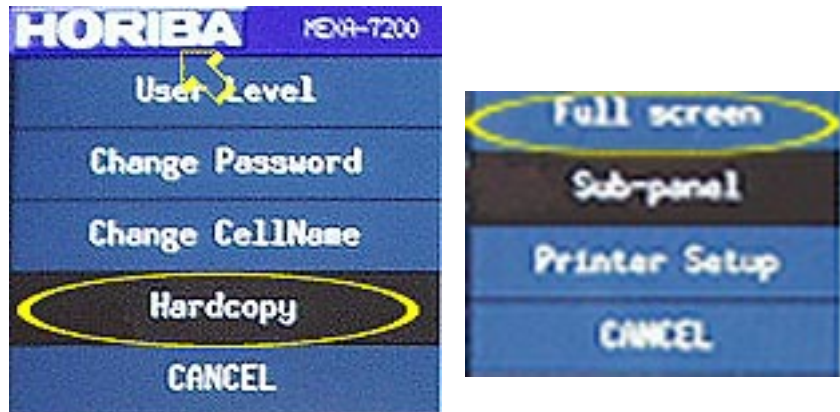 HORIBA MEXA-7200
User Level
Change Password
Change CellName
Hardcopy
CANCEL
Full screen
Sub-panel
Printer Setup
CANCEL